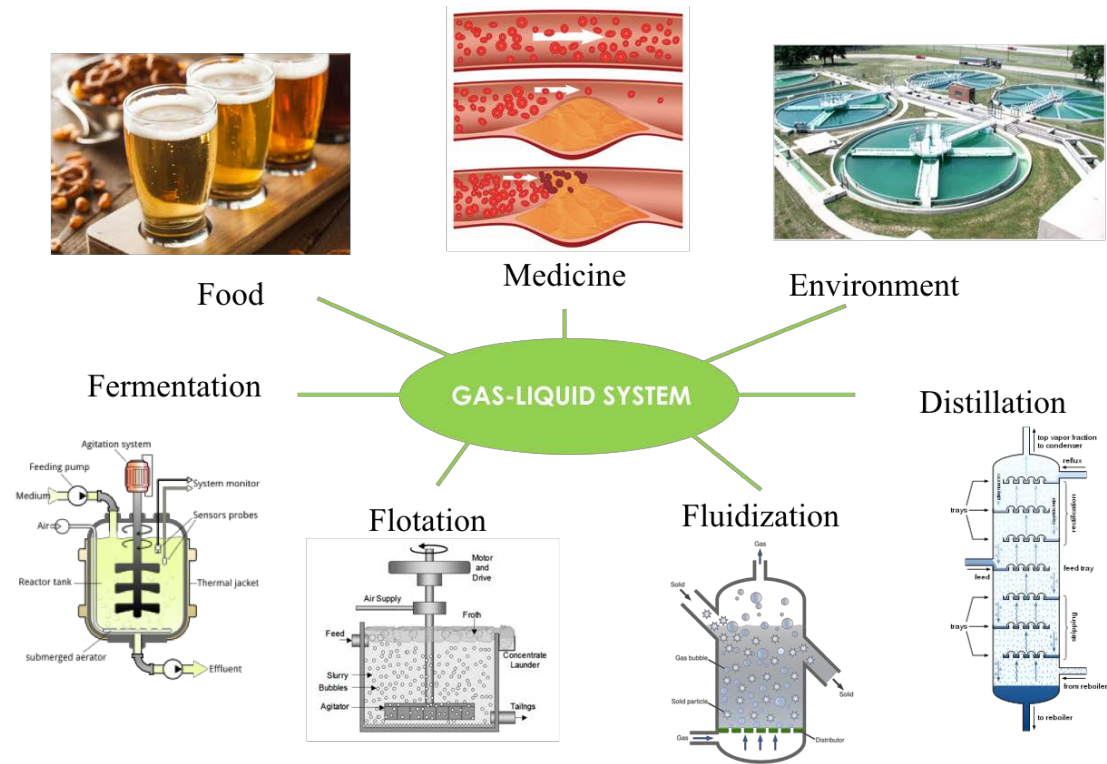 Food
Medicine
Environment
GAS-LIQUID SYSTEM
Fermentation
Distillation
Flotation
Fluidization
Agitation system
Feeding pump
System monitor
Medium
Sensors probes
Air
Reactor tank
Thermal jacket
submerged aerator
Effluent
Motor
and
Drive
Air Supply
Froth
Feed
Concentrate
Launder
Slurry
Bubbles
Agitator
Tailngs
Gas
Solid
Gas bubble
Solid particle
Solid
Gas
Distributor
top vapor fraction
to condenser
reflux
trays
rectification
feed
feed tray
trays
stripping
from reboiler
to reboiler